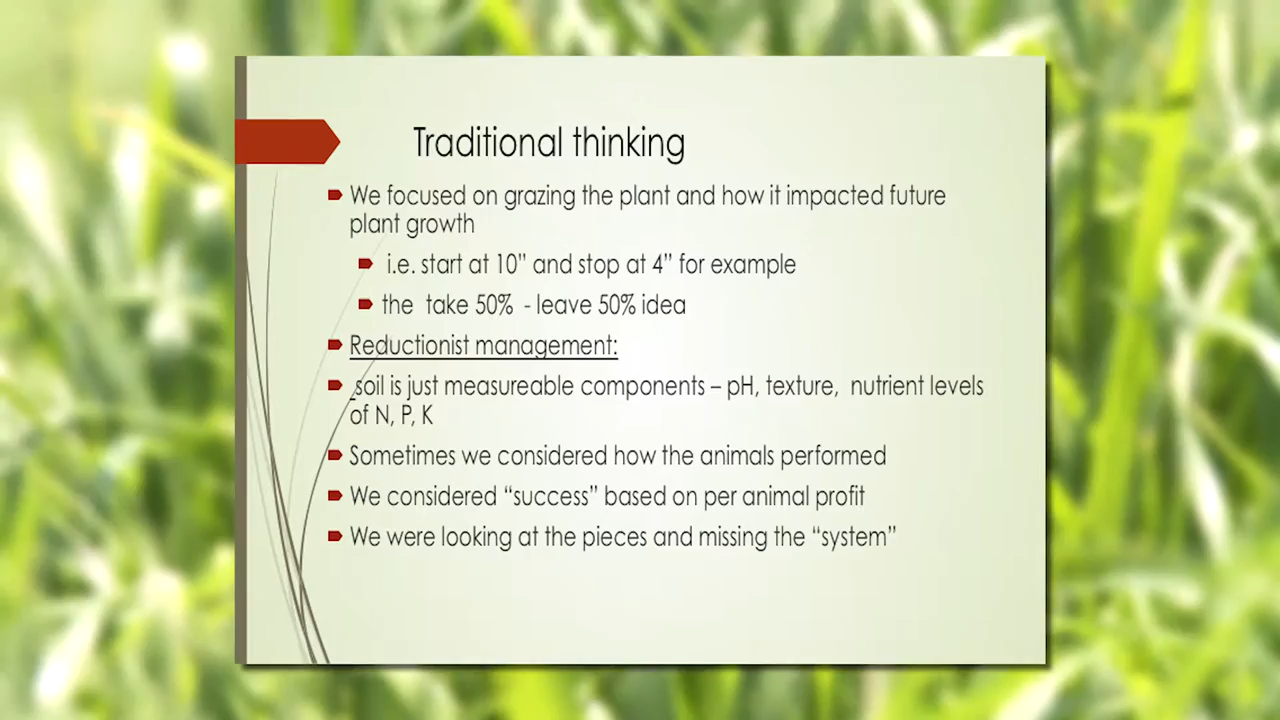 Traditional thinking
We focused on grazing the plant and how it impacted future
plant growth
i.e. start at 10” and stop at 4” for example
the take 50% - leave 50% idea
Reductionist management:
soil is just measureable components – pH, texture, nutrient levels
of N, P, K
Sometimes we considered how the animals performed
We considered “success” based on per animal profit
We were looking at the pieces and missing the “system”